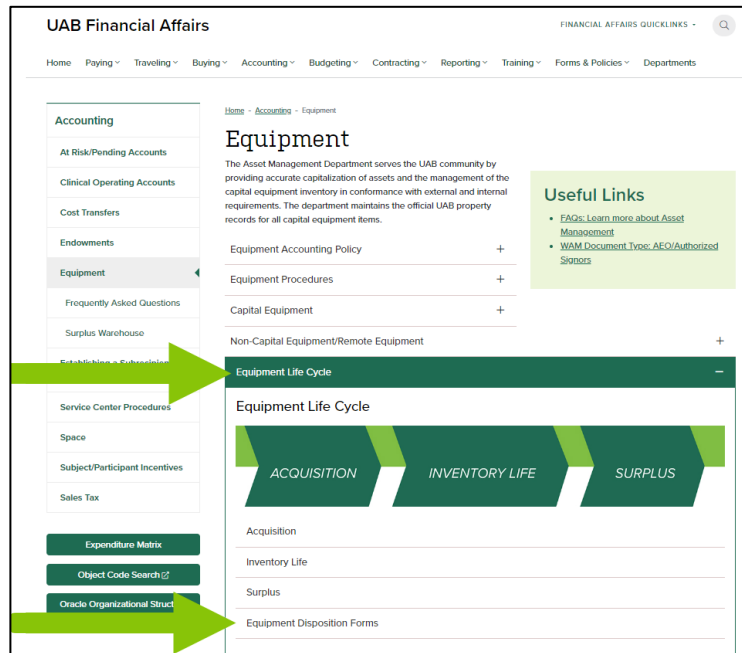 UAB Financial Affairs
FINANCIAL AFFAIRS QUICKLINKS
Home Paying Traveling Buying Accounting Budgeting Contracting Reporting Training Forms & Policies Departments
Accounting
At Risk/Pending Accounts
Clinical Operating Accounts
Cost Transfers
Endowments
Equipment
Frequently Asked Questions
Surplus Warehouse
Establishing a Subrecipient
Service Center Procedures
Space
Subject/Participant Incentives
Sales Tax
Expenditure Matrix
Object Code Search
Oracle Organizational
Home - Accounting - Equipment
Equipment
The Asset Management Department serves the UAB community by
providing accurate capitalization of assets and the management of the
capital equipment inventory in conformance with external and internal
requirements. The department maintains the official UAB property
records for all capital equipment items.
Equipment Accounting Policy +
Equipment Procedures +
Capital Equipment +
Non-Capital Equipment/Remote Equipment +
Equipment Life Cycle −
Equipment Life Cycle
ACQUISITION INVENTORY LIFE SURPLUS
Acquisition
Inventory Life
Surplus
Equipment Disposition Forms
Useful Links
FAQs: Learn more about Asset
Management
WAM Document Type: AEO/Authorized
Signors